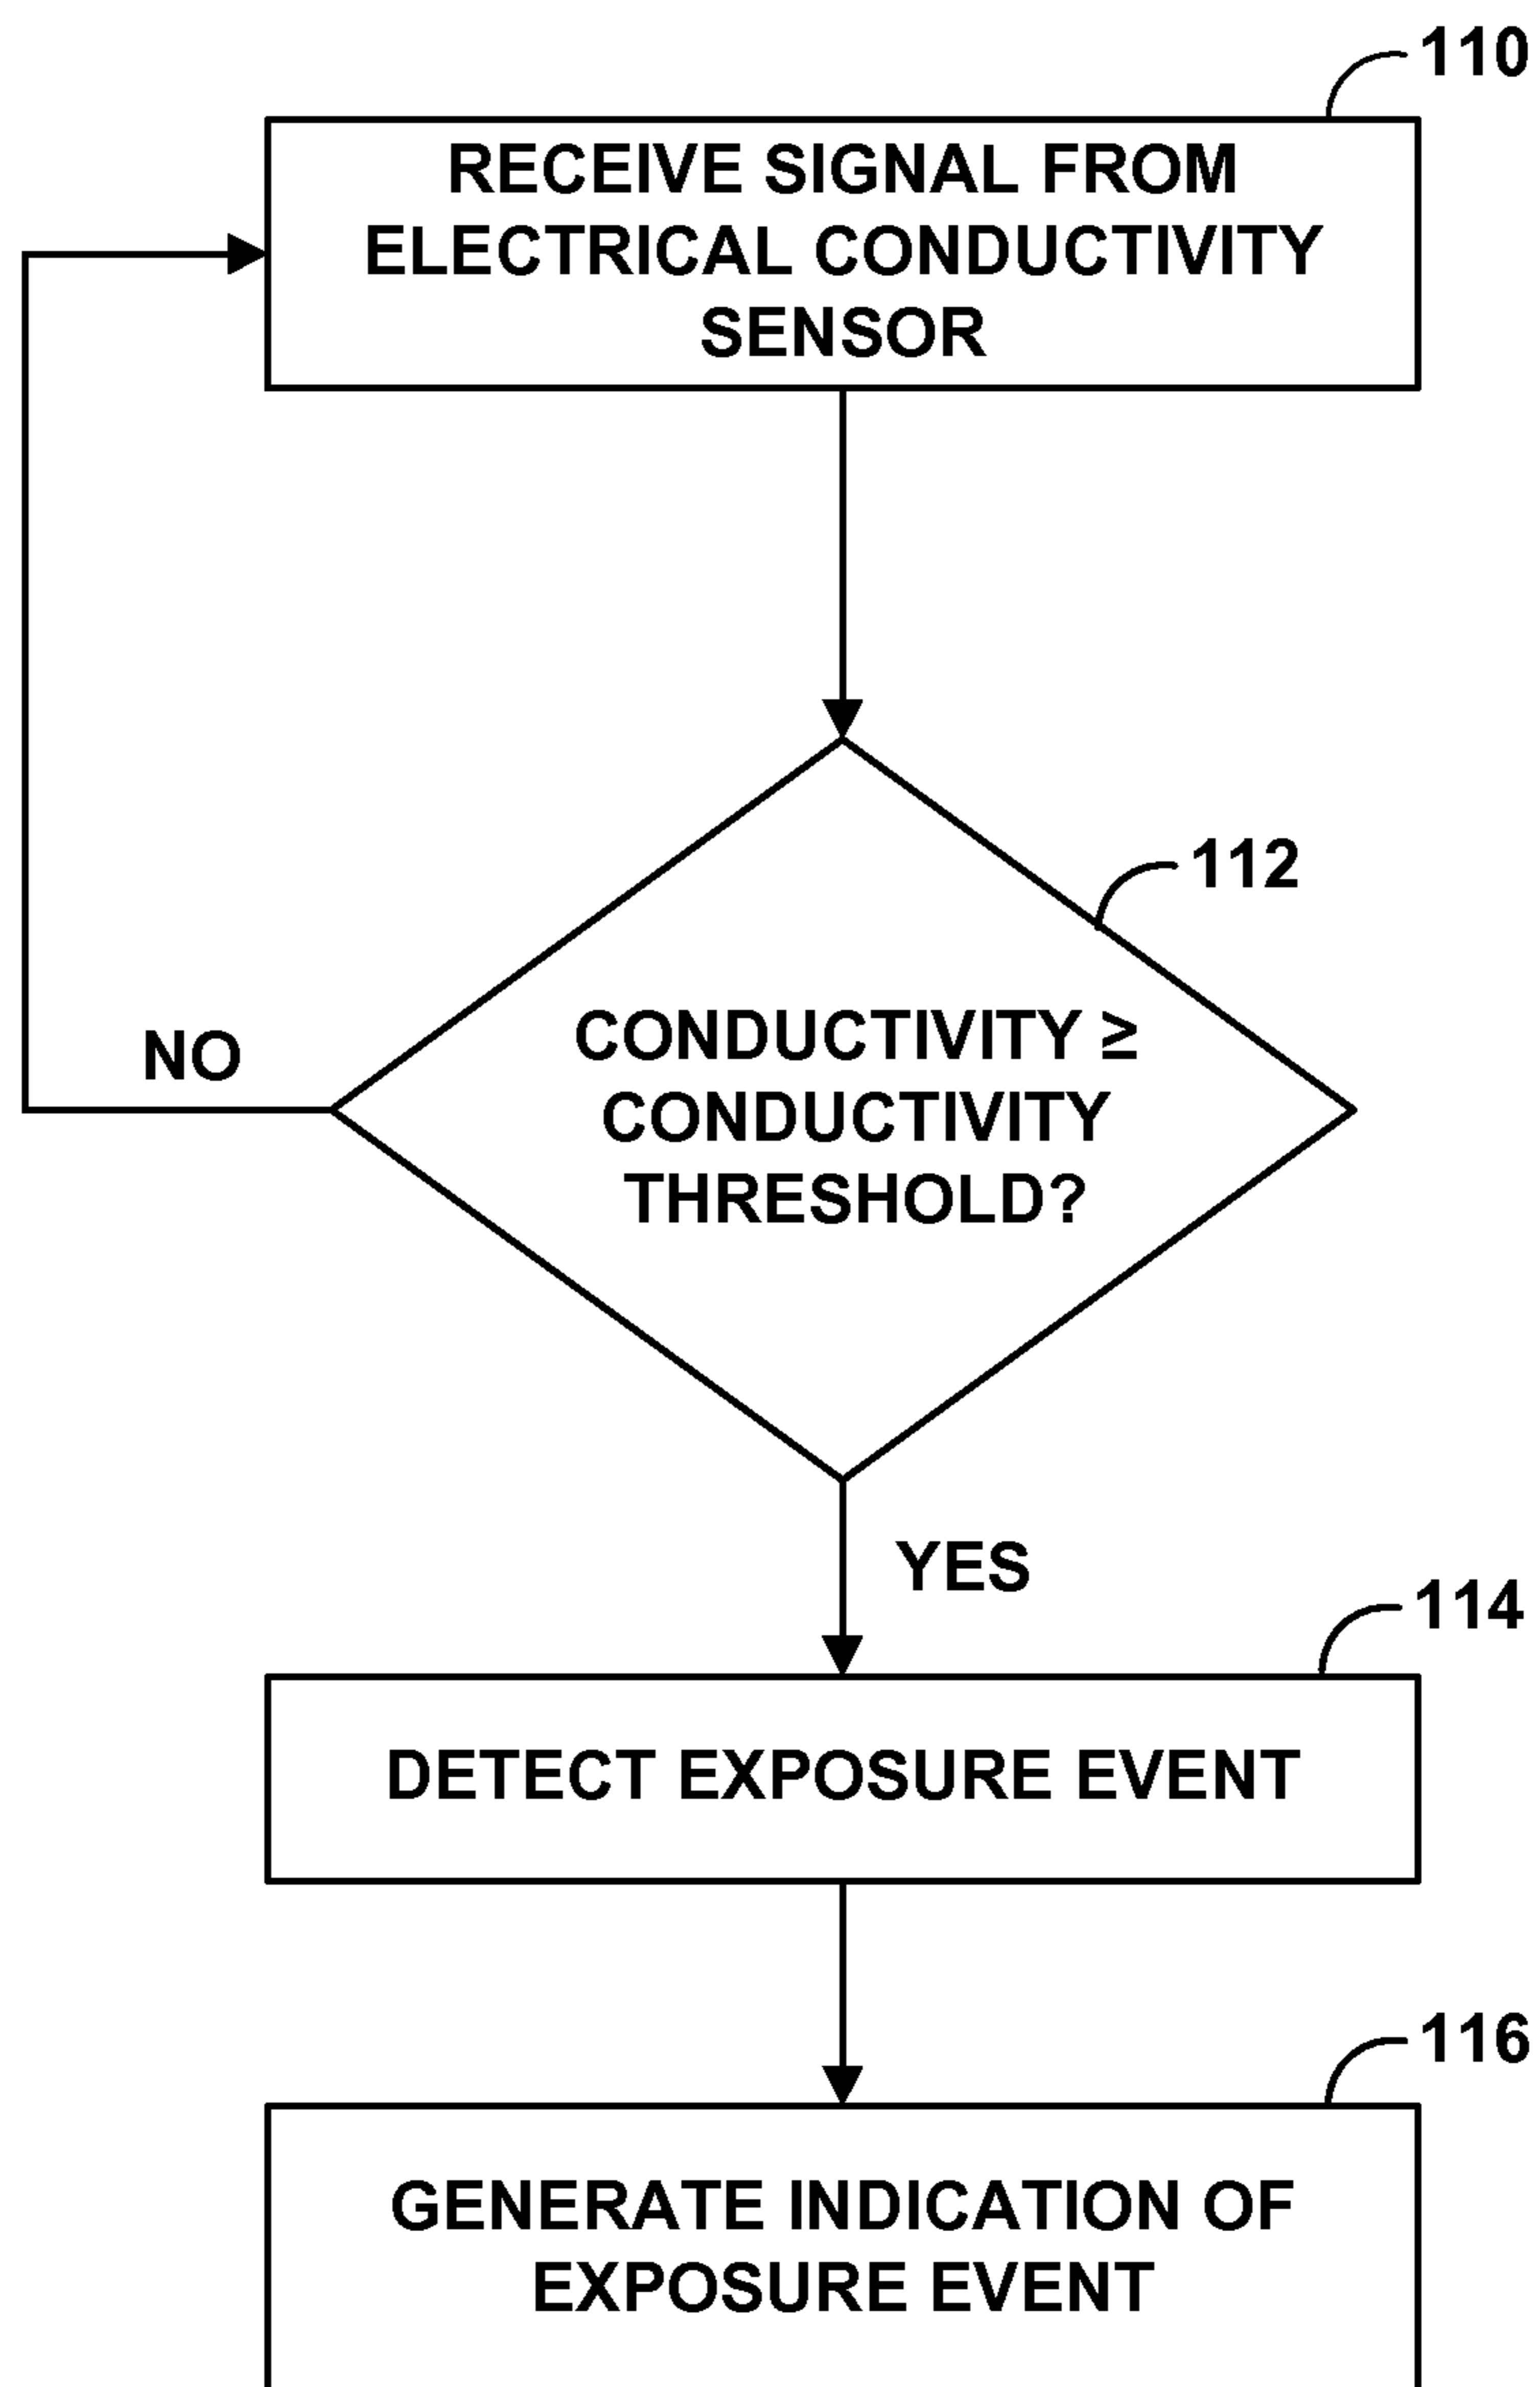 110
RECEIVE SIGNAL FROM
ELECTRICAL CONDUCTIVITY
SENSOR
112
CONDUCTIVITY ≥
CONDUCTIVITY
THRESHOLD?
NO
YES
114
DETECT EXPOSURE EVENT
116
GENERATE INDICATION OF
EXPOSURE EVENT